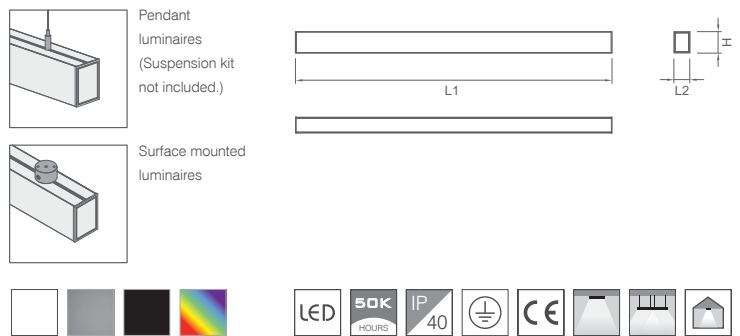 Pendant
luminaires
(Suspension kit
not included.)
L1
L2
H
Surface mounted
luminaires
LED
50K
HOURS
IP
40
CE